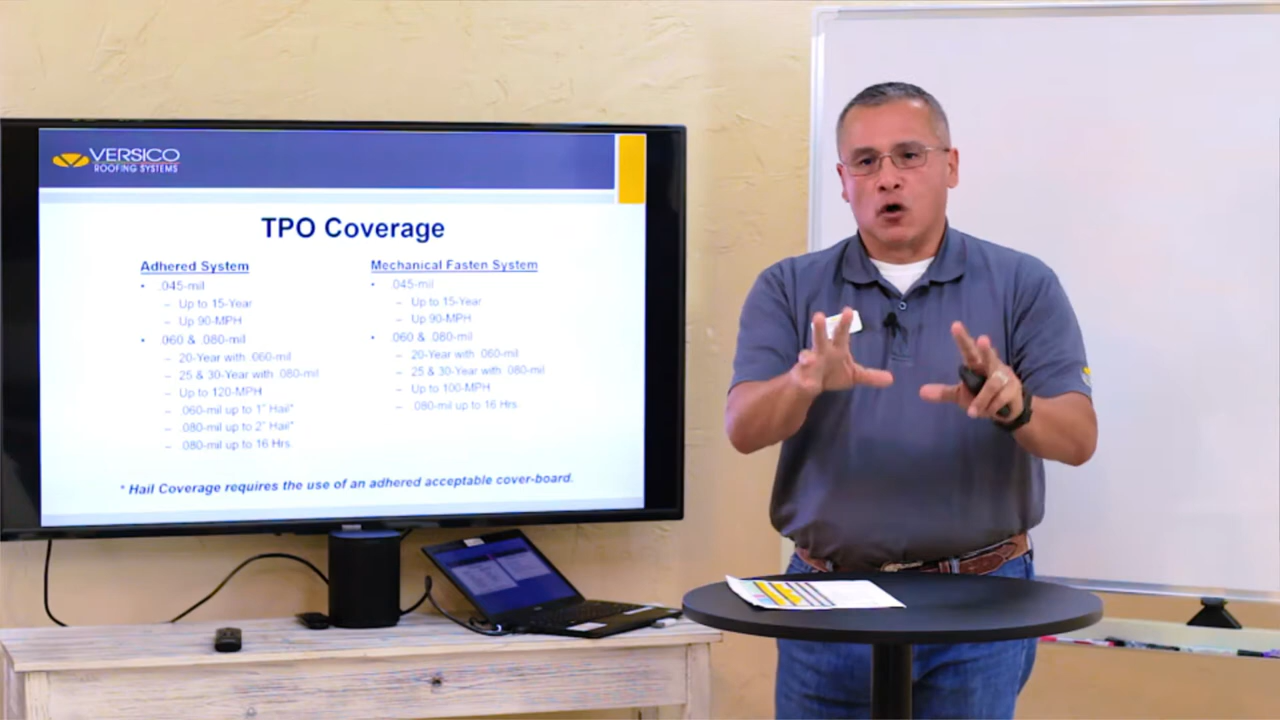 VERSICO
ROOFING SYSTEMS
TPO Coverage
Adhered System
• .045-mil
– Up to 15-Year
– Up 90-MPH
• .060 & .080-mil
– 20-Year with .060-mil
– 25 & 30-Year with .080-mil
– Up to 120-MPH
– .060-mil up to 1" Hail*
– .080-mil up to 2" Hail*
– .080-mil up to 16 Hrs.
Mechanical Fasten System
• .045-mil
– Up to 15-Year
– Up 90-MPH
• .060 & .080-mil
– 20-Year with .060-mil
– 25 & 30-Year with .080-mil
– Up to 100-MPH
– .080-mil up to 16 Hrs.
* Hail Coverage requires the use of an adhered acceptable cover-board.